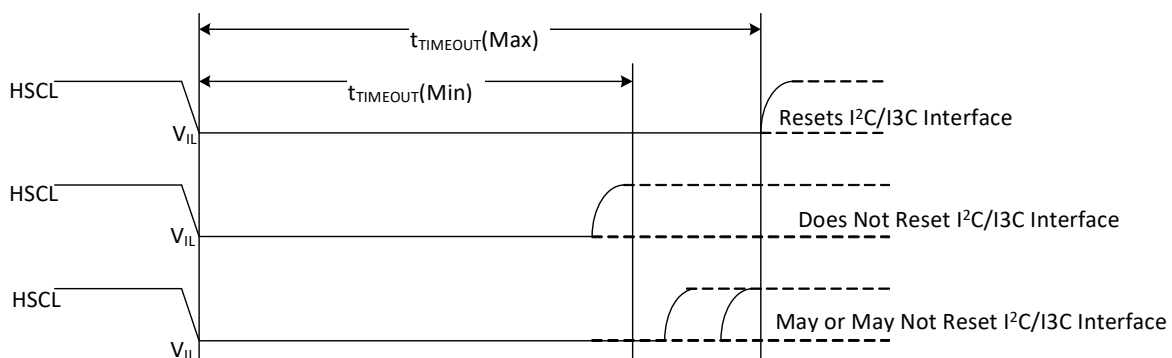 tTIMEOUT(Max)
tTIMEOUT(Min)
HSCL
VIL
Resets I²C/I3C Interface
HSCL
VIL
Does Not Reset I²C/I3C Interface
HSCL
VIL
May or May Not Reset I²C/I3C Interface